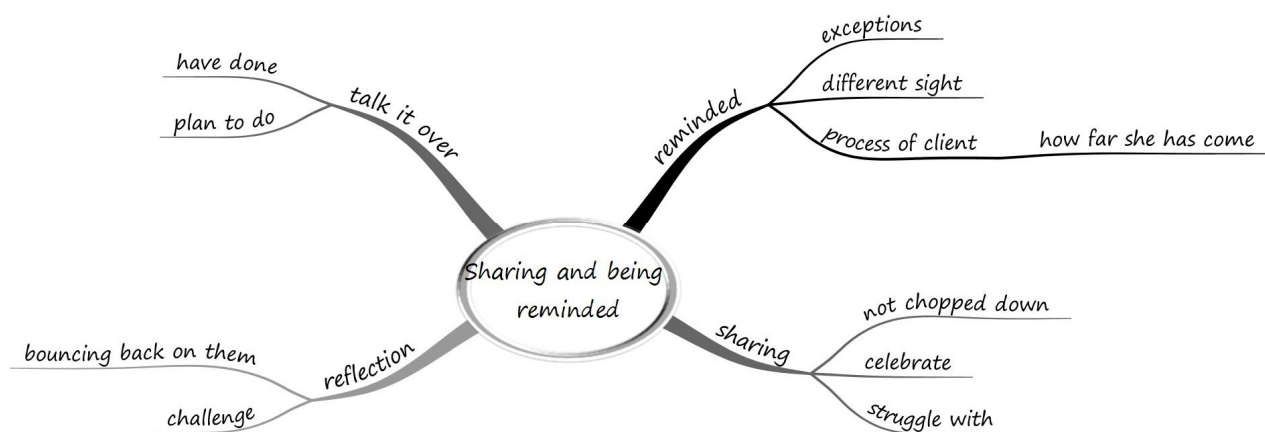 Sharing and being
reminded
reminded
exceptions
different sight
process of client
how far she has come
sharing
not chopped down
celebrate
struggle with
reflection
bouncing back on them
challenge
talk it over
have done
plan to do